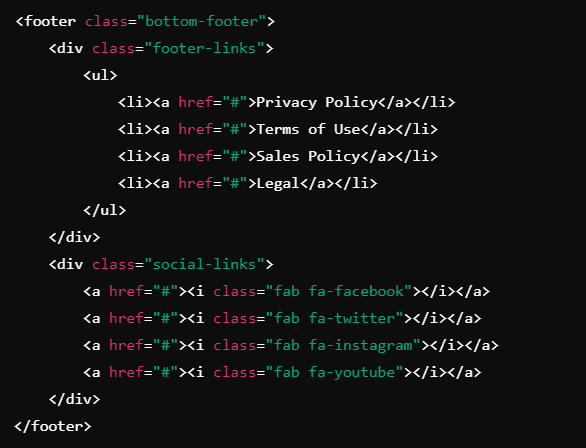 <footer class="bottom-footer">
    <div class="footer-links">
        <ul>
            <li><a href="#">Privacy Policy</a></li>
            <li><a href="#">Terms of Use</a></li>
            <li><a href="#">Sales Policy</a></li>
            <li><a href="#">Legal</a></li>
        </ul>
    </div>
    <div class="social-links">
        <a href="#"><i class="fab fa-facebook"></i></a>
        <a href="#"><i class="fab fa-twitter"></i></a>
        <a href="#"><i class="fab fa-instagram"></i></a>
        <a href="#"><i class="fab fa-youtube"></i></a>
    </div>
</footer>